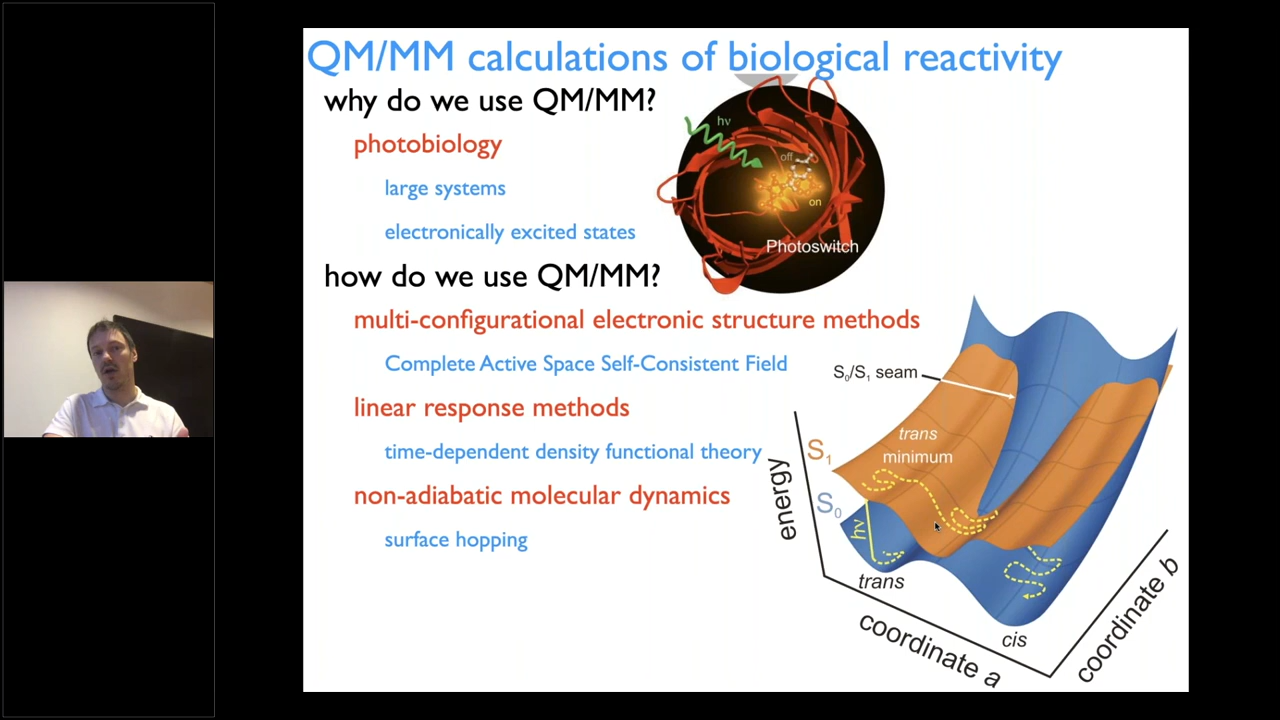 QM/MM calculations of biological reactivity
why do we use QM/MM?
photobiology
large systems
electronically excited states
hν
off
on
Photoswitch
how do we use QM/MM?
multi-configurational electronic structure methods
Complete Active Space Self-Consistent Field
linear response methods
time-dependent density functional theory
non-adiabatic molecular dynamics
surface hopping
S₀/S₁ seam
trans
minimum
S₁
S₀
energy
hν
trans
cis
coordinate a
coordinate b